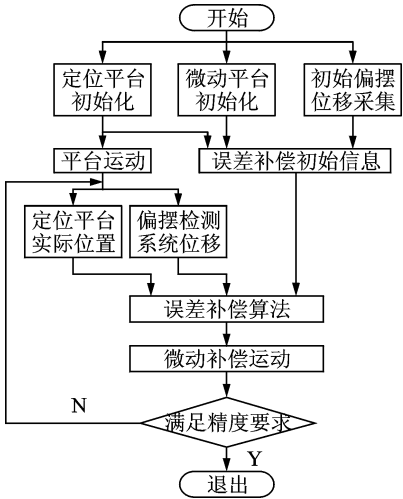 开始
定位平台
初始化
微动平台
初始化
初始偏摆
位移采集
平台运动
误差补偿初始信息
定位平台
实际位置
偏摆检测
系统位移
误差补偿算法
微动补偿运动
N
满足精度要求
Y
退出